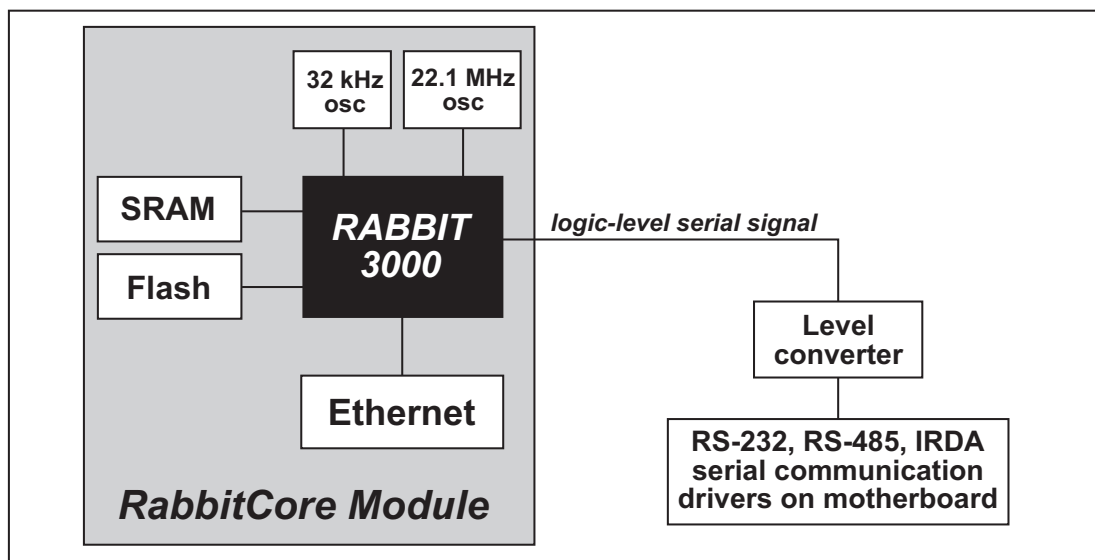 32 kHz
osc
22.1 MHz
osc
SRAM
Flash
RABBIT
3000
logic-level serial signal
Ethernet
Level
converter
RS-232, RS-485, IRDA
serial communication
drivers on motherboard
RabbitCore Module